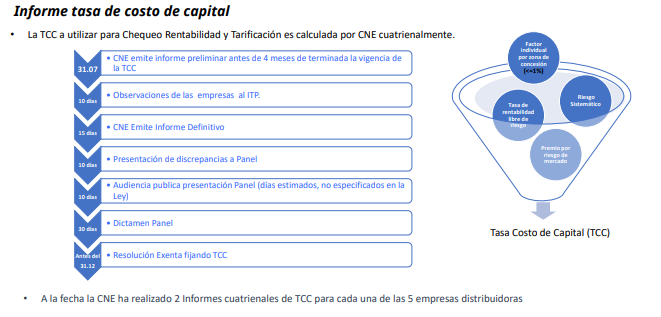 Informe tasa de costo de capital
• La TCC a utilizar para Chequeo Rentabilidad y Tarificación es calculada por CNE cuatrienalmente.
31.07
• CNE emite informe preliminar antes de 4 meses de terminada la vigencia de
la TCC
10 días
• Observaciones de las empresas al ITP.
15 días
• CNE Emite Informe Definitivo
10 días
• Presentación de discrepancias a Panel
10 días
• Audiencia publica presentación Panel (días estimados, no especificados en la
Ley)
30 días
• Dictamen Panel
Antes del
31.12
• Resolución Exenta fijando TCC
Factor
individual
por zona de
concesión
(<=1%)
Tasa de
rentabilidad
libre de
riesgo
Riesgo
Sistemático
Premio por
riesgo de
mercado
Tasa Costo de Capital (TCC)
• A la fecha la CNE ha realizado 2 Informes cuatrienales de TCC para cada una de las 5 empresas distribuidoras